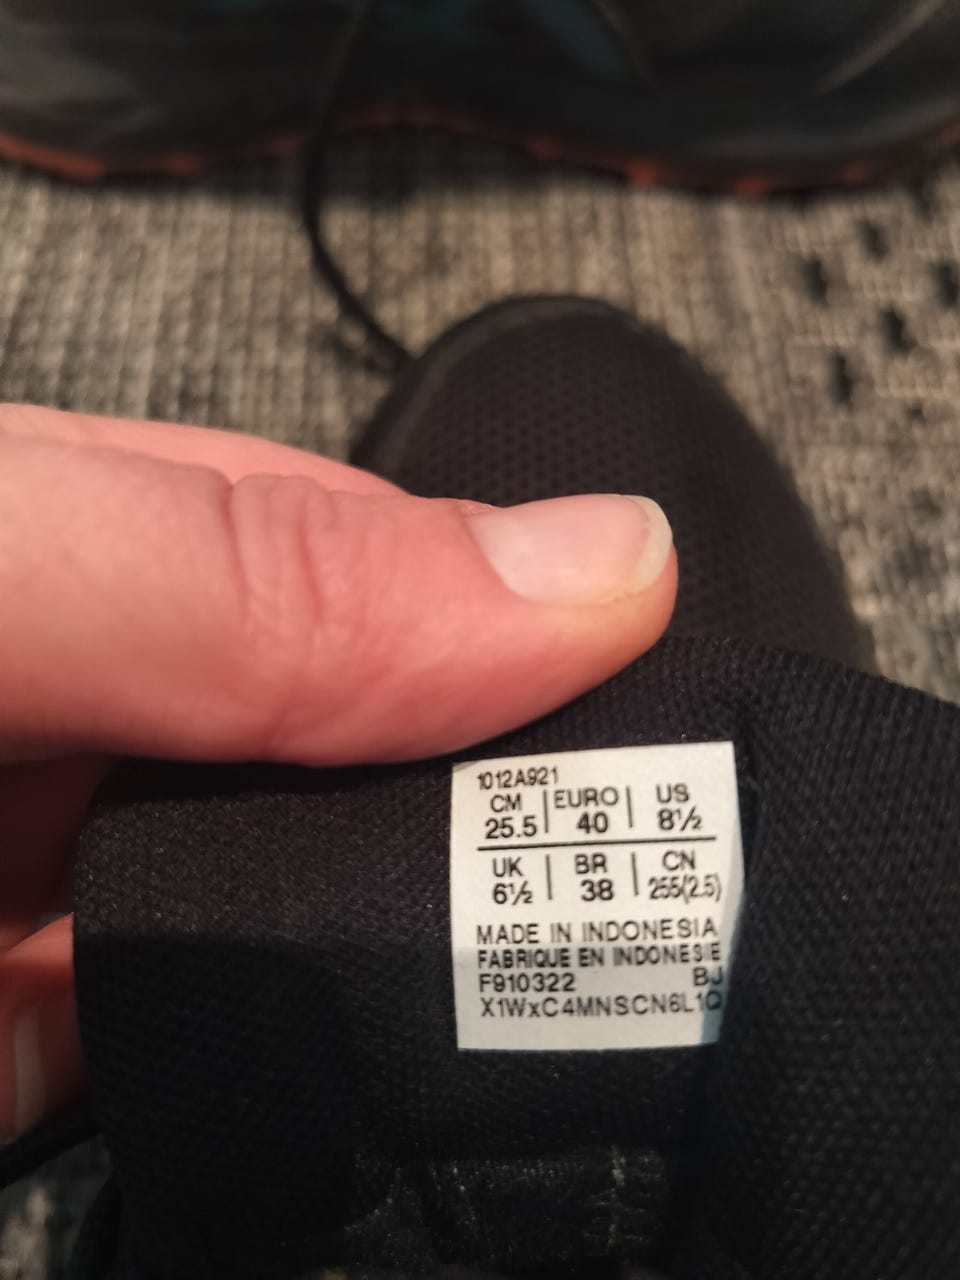 1012A921
CM | EURO | US
25.5 | 40 | 8½
UK | BR | CN
6½ | 38 | 255(2.5)
MADE IN INDONESIA
FABRIQUE EN INDONESIE
F910322 BJ
X1WxC4MNSCN6L1Q